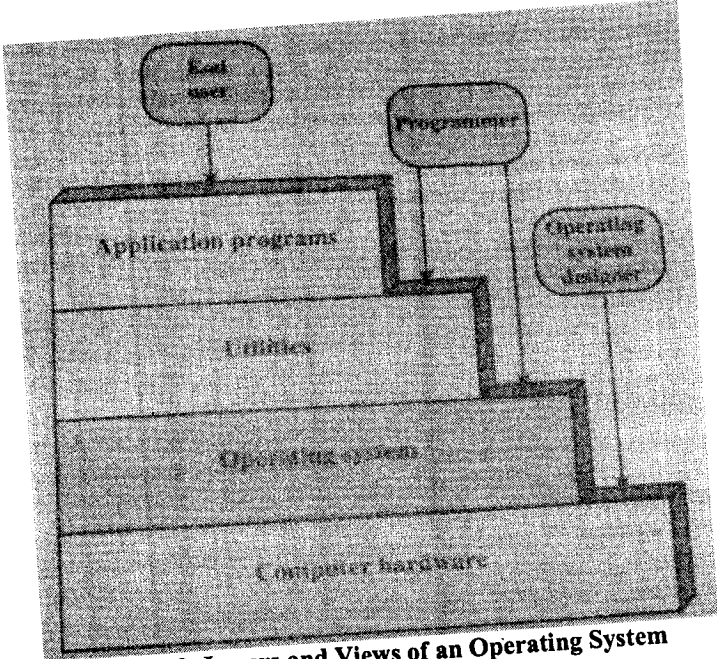 End
user
Programmer
Operating
system
designer
Application programs
Utilities
Operating system
Computer hardware
Layers and Views of an Operating System